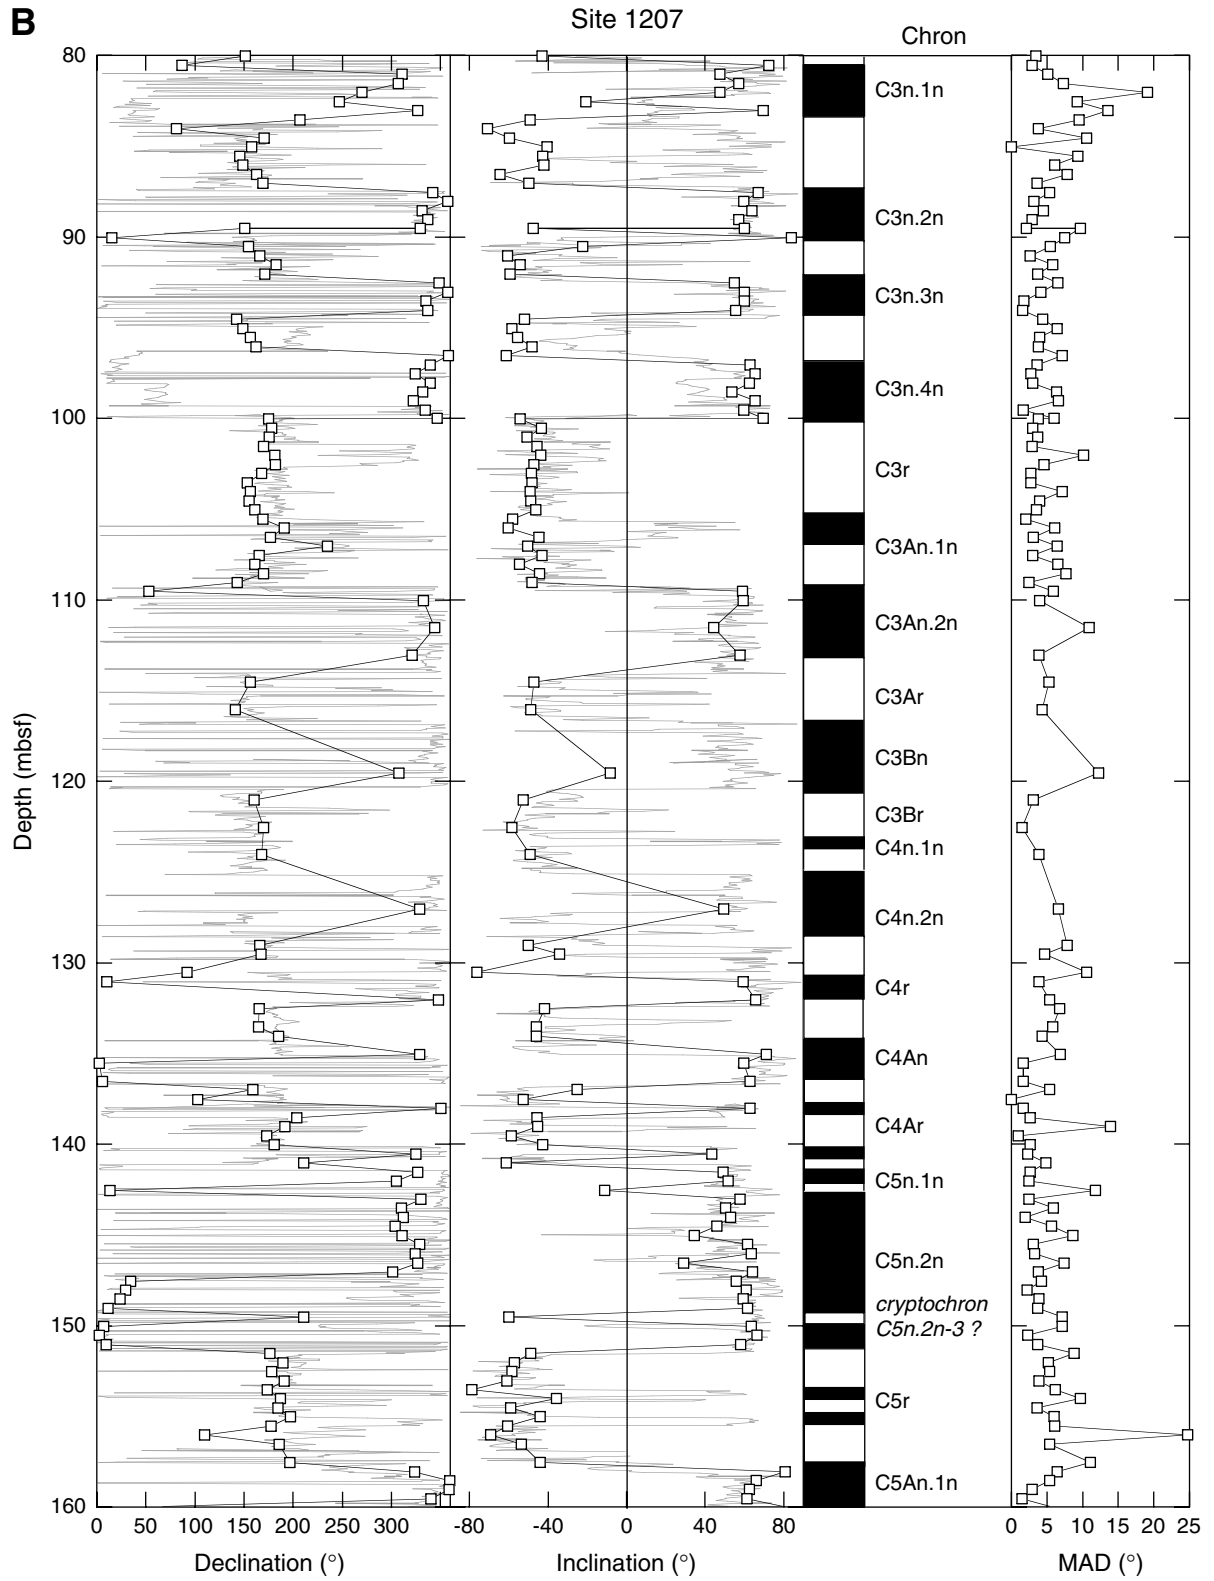 B
Site 1207
Chron
80
90
100
110
120
130
140
150
160
Depth (mbsf)
C3n.1n
C3n.2n
C3n.3n
C3n.4n
C3r
C3An.1n
C3An.2n
C3Ar
C3Bn
C3Br
C4n.1n
C4n.2n
C4r
C4An
C4Ar
C5n.1n
C5n.2n
cryptochron
C5n.2n-3 ?
C5r
C5An.1n
0 50 100 150 200 250 300 -80 -40 0 40 80 0 5 10 15 20 25
Declination (°) Inclination (°) MAD (°)